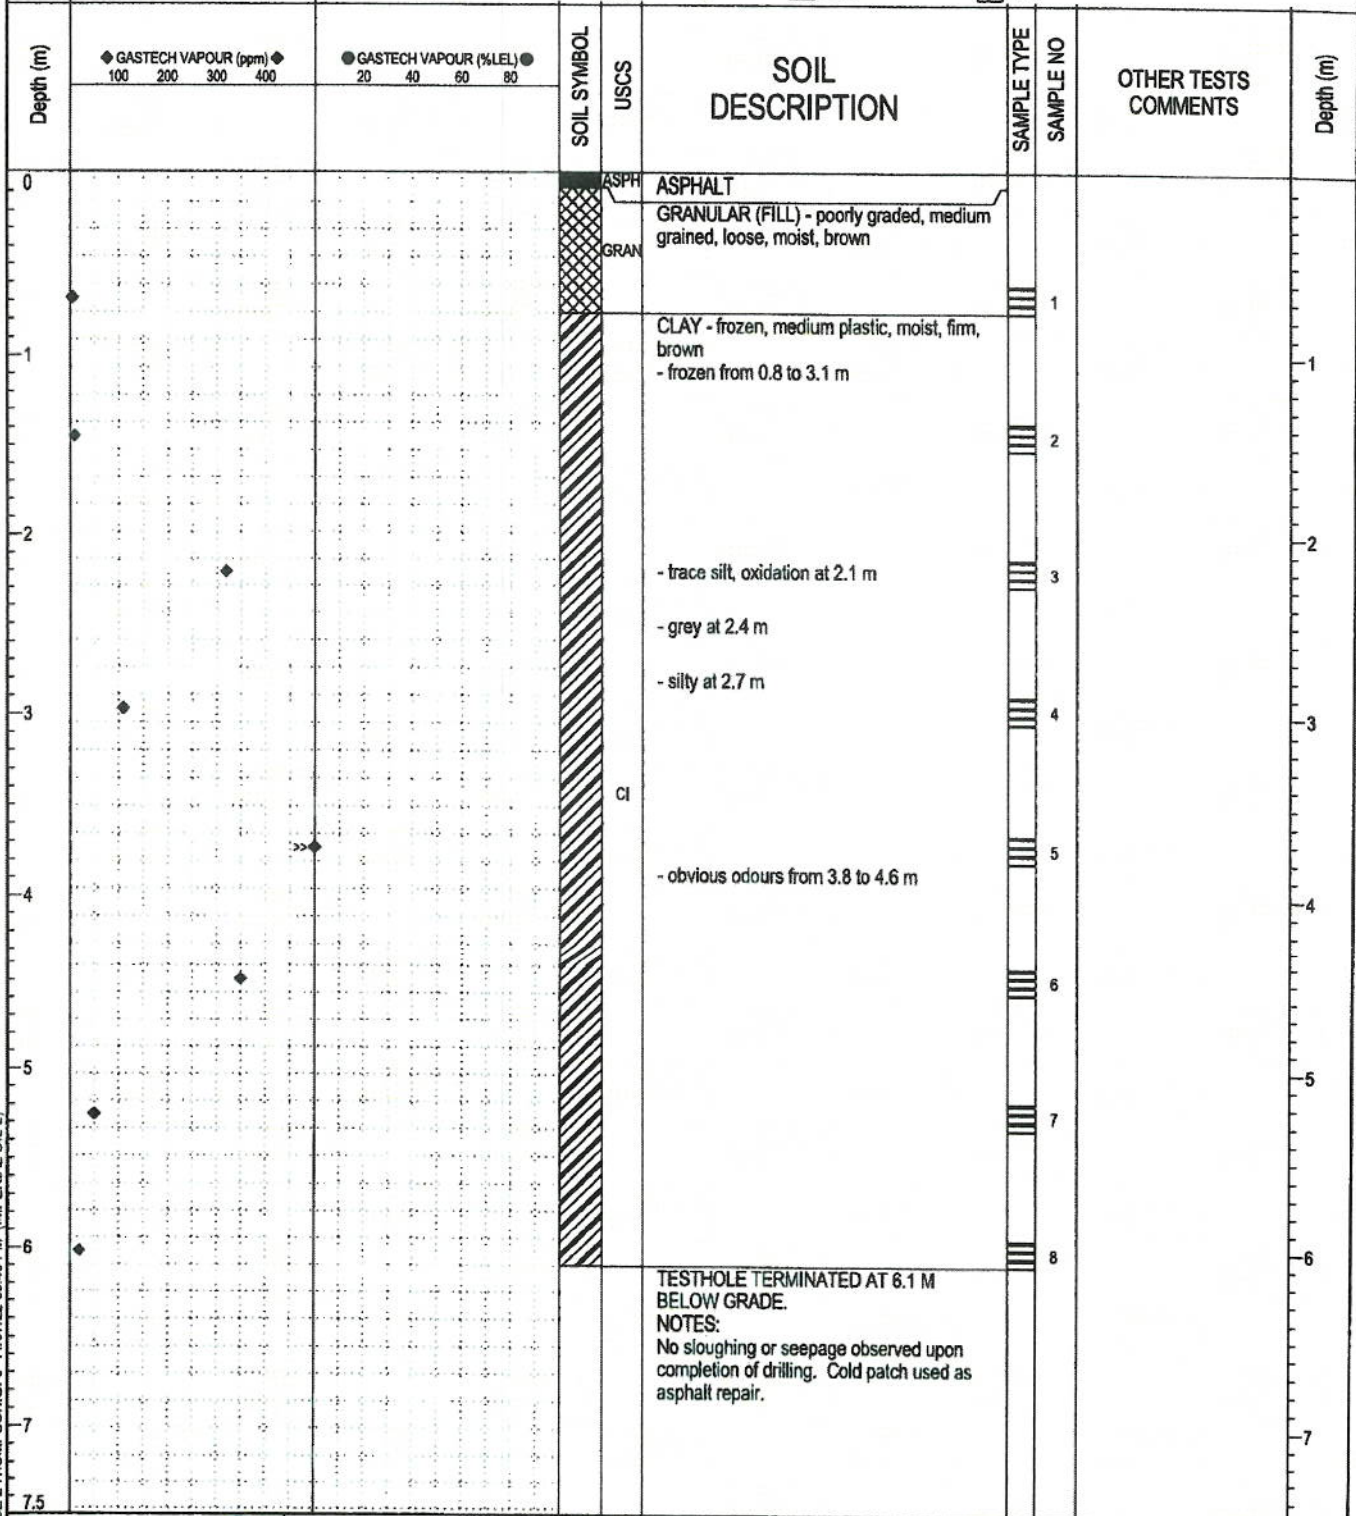 Depth (m)
◆ GASTECH VAPOUR (ppm) ◆
100 200 300 400
● GASTECH VAPOUR (%LEL) ●
20 40 60 80
SOIL SYMBOL
USCS
SOIL
DESCRIPTION
SAMPLE TYPE
SAMPLE NO
OTHER TESTS
COMMENTS
Depth (m)
0
ASPH
ASPHALT
GRANULAR (FILL) - poorly graded, medium
grained, loose, moist, brown
GRAN
1
CLAY - frozen, medium plastic, moist, firm,
brown
- frozen from 0.8 to 3.1 m
1
1
2
2
2
- trace silt, oxidation at 2.1 m
3
- grey at 2.4 m
- silty at 2.7 m
3
4
3
CI
>>
5
- obvious odours from 3.8 to 4.6 m
4
4
6
5
5
7
6
8
6
TESTHOLE TERMINATED AT 6.1 M
BELOW GRADE.
NOTES:
No sloughing or seepage observed upon
completion of drilling. Cold patch used as
asphalt repair.
7
7
7.5